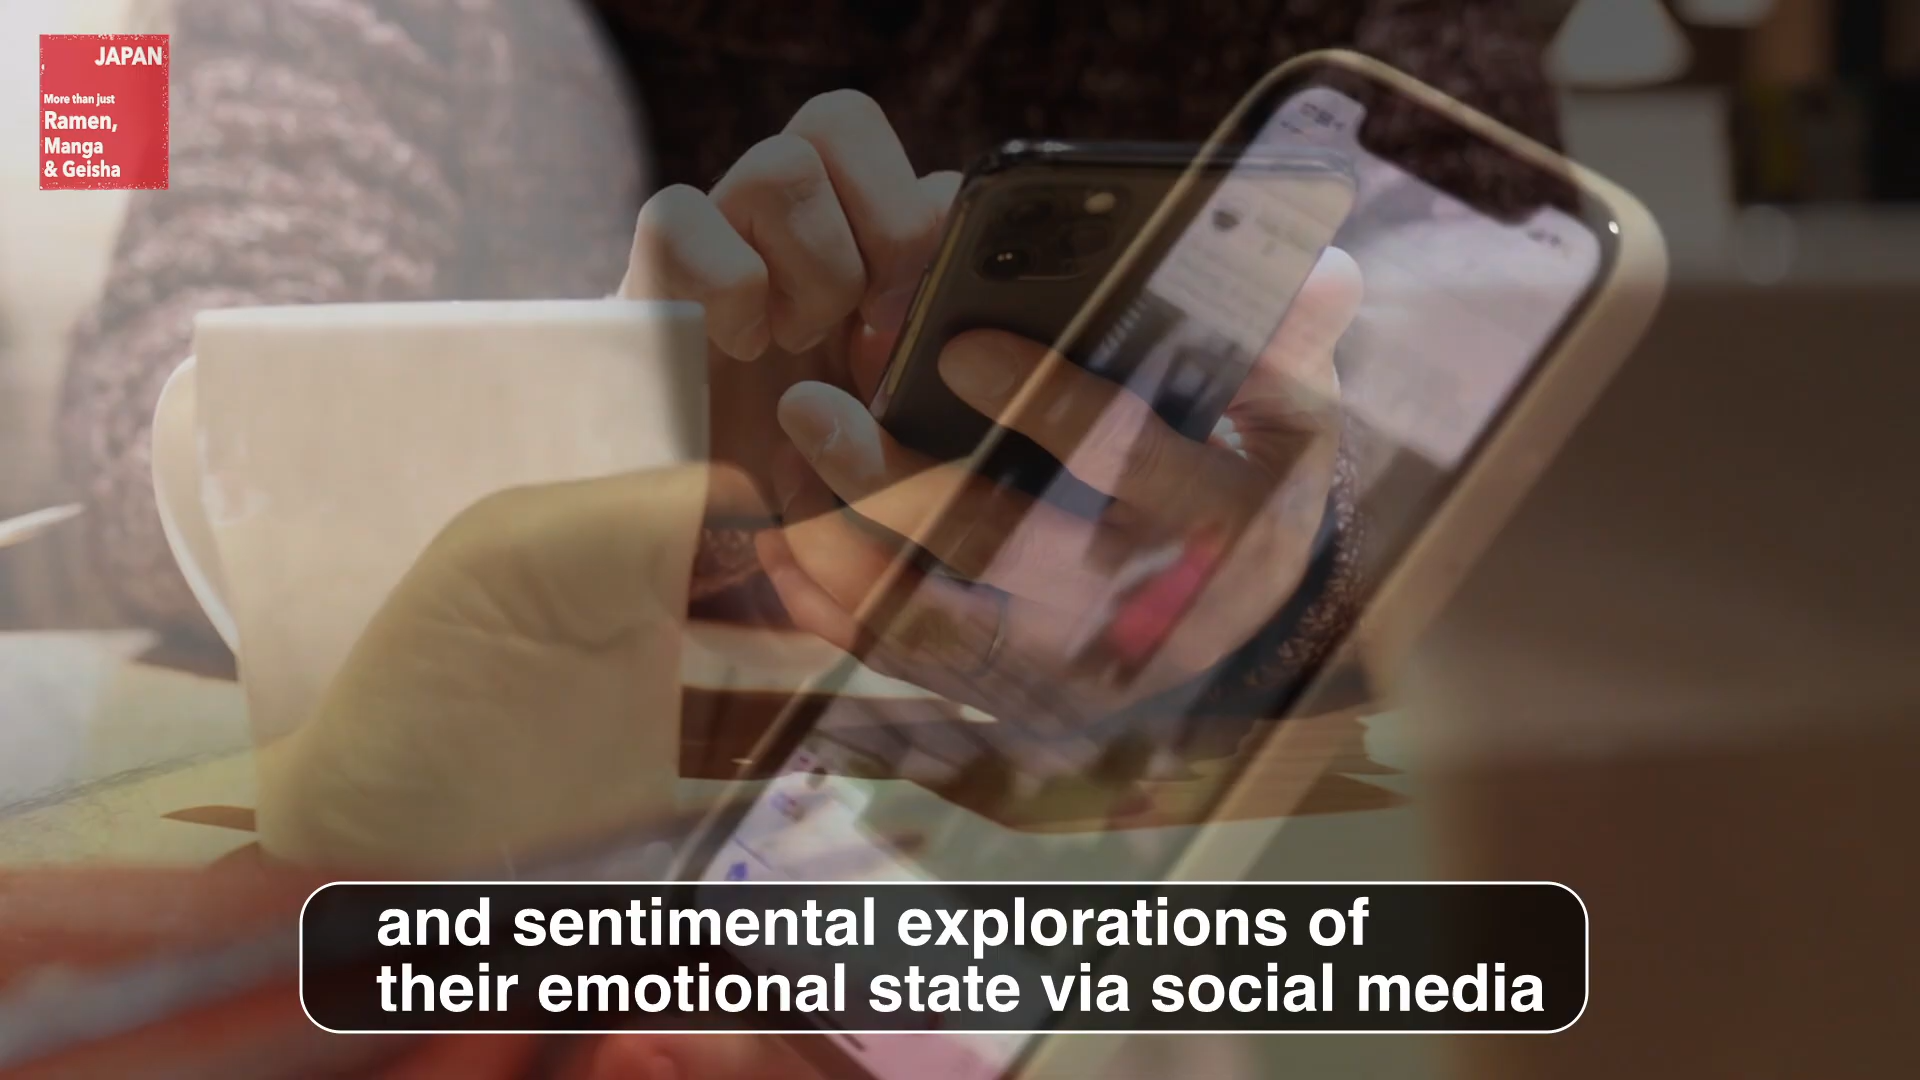 JAPAN
More than just
Ramen,
Manga
& Geisha
and sentimental explorations of
their emotional state via social media